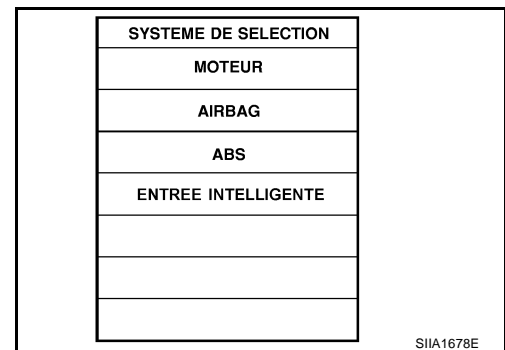 SYSTEME DE SELECTION
MOTEUR
AIRBAG
ABS
ENTREE INTELLIGENTE
SIIA1678E